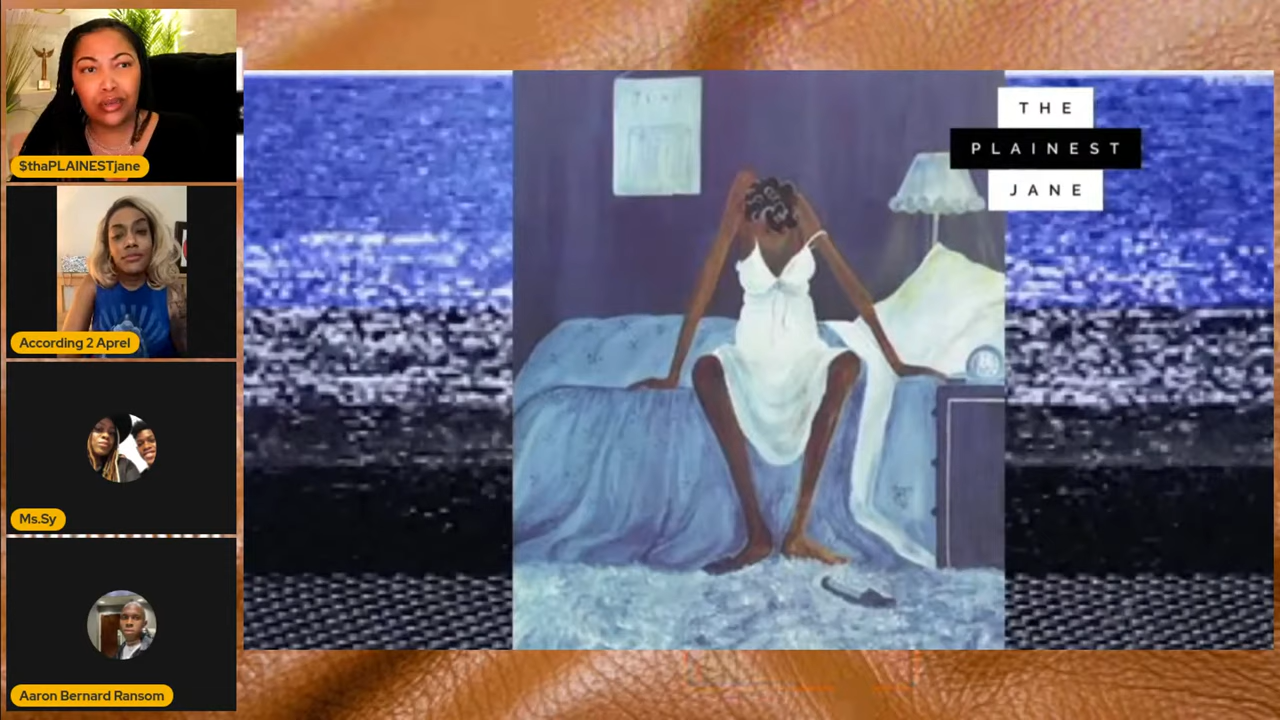 $thaPLAINESTjane
According 2 Aprel
Ms.Sy
Aaron Bernard Ransom
THE
PLAINEST
JANE